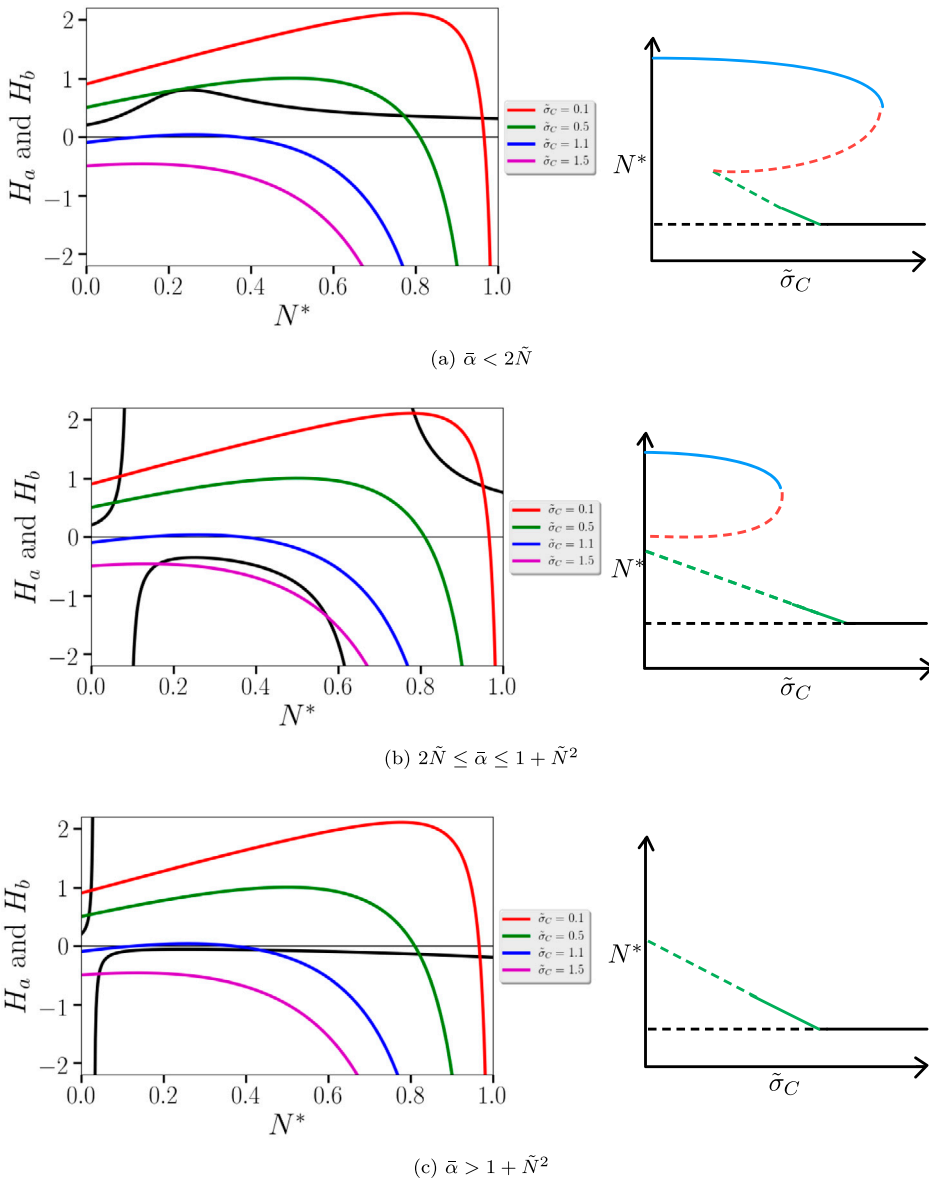 H_a and H_b
2
1
0
−1
−2
0.0 0.2 0.4 0.6 0.8 1.0
N*
σ̃_C = 0.1
σ̃_C = 0.5
σ̃_C = 1.1
σ̃_C = 1.5
N*
σ̃_C
(a) ᾱ < 2Ñ
H_a and H_b
2
1
0
−1
−2
0.0 0.2 0.4 0.6 0.8 1.0
N*
σ̃_C = 0.1
σ̃_C = 0.5
σ̃_C = 1.1
σ̃_C = 1.5
N*
σ̃_C
(b) 2Ñ ≤ ᾱ ≤ 1 + Ñ²
H_a and H_b
2
1
0
−1
−2
0.0 0.2 0.4 0.6 0.8 1.0
N*
σ̃_C = 0.1
σ̃_C = 0.5
σ̃_C = 1.1
σ̃_C = 1.5
N*
σ̃_C
(c) ᾱ > 1 + Ñ²